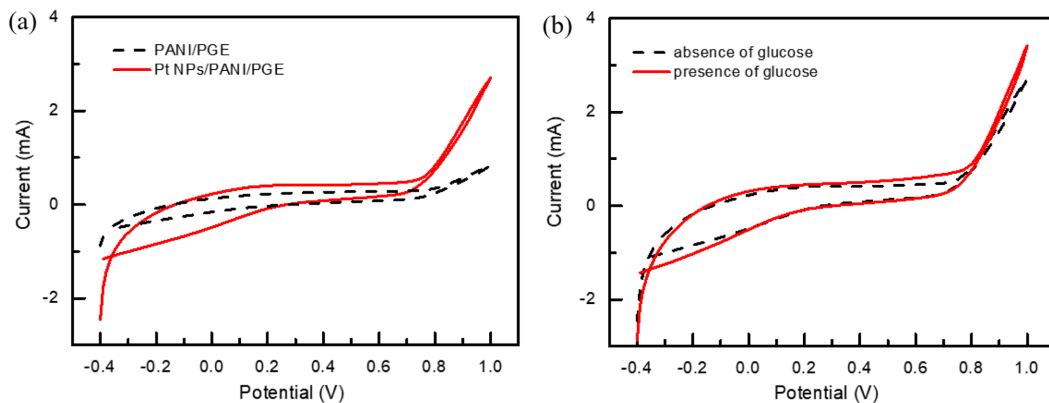 (a)
PANI/PGE
Pt NPs/PANI/PGE
Current (mA)
4
2
0
-2
-0.4 -0.2 0.0 0.2 0.4 0.6 0.8 1.0
Potential (V)
(b)
absence of glucose
presence of glucose
Current (mA)
4
2
0
-2
-0.4 -0.2 0.0 0.2 0.4 0.6 0.8 1.0
Potential (V)